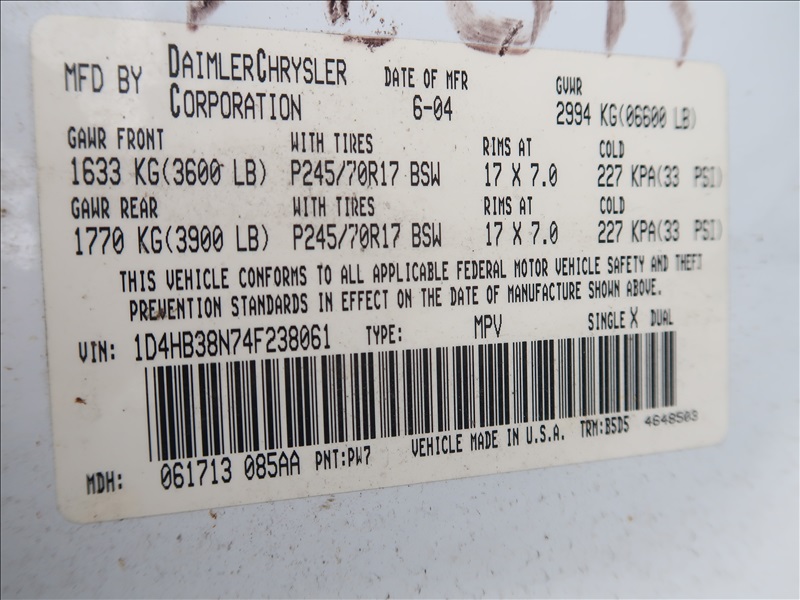 MFD BY DAIMLERCHRYSLER CORPORATION DATE OF MFR 6-04 GVWR 2994 KG(06600 LB)
GAWR FRONT WITH TIRES RIMS AT COLD
1633 KG(3600 LB) P245/70R17 BSW 17 X 7.0 227 KPA(33 PSI)
GAWR REAR WITH TIRES RIMS AT COLD
1770 KG(3900 LB) P245/70R17 BSW 17 X 7.0 227 KPA(33 PSI)
THIS VEHICLE CONFORMS TO ALL APPLICABLE FEDERAL MOTOR VEHICLE SAFETY AND THEFT
PREVENTION STANDARDS IN EFFECT ON THE DATE OF MANUFACTURE SHOWN ABOVE.
VIN: 1D4HB38N74F238061 TYPE: MPV SINGLE X DUAL
MDH: 061713 085AA PNT:PW7 VEHICLE MADE IN U.S.A. TRM:B5D5 4648503